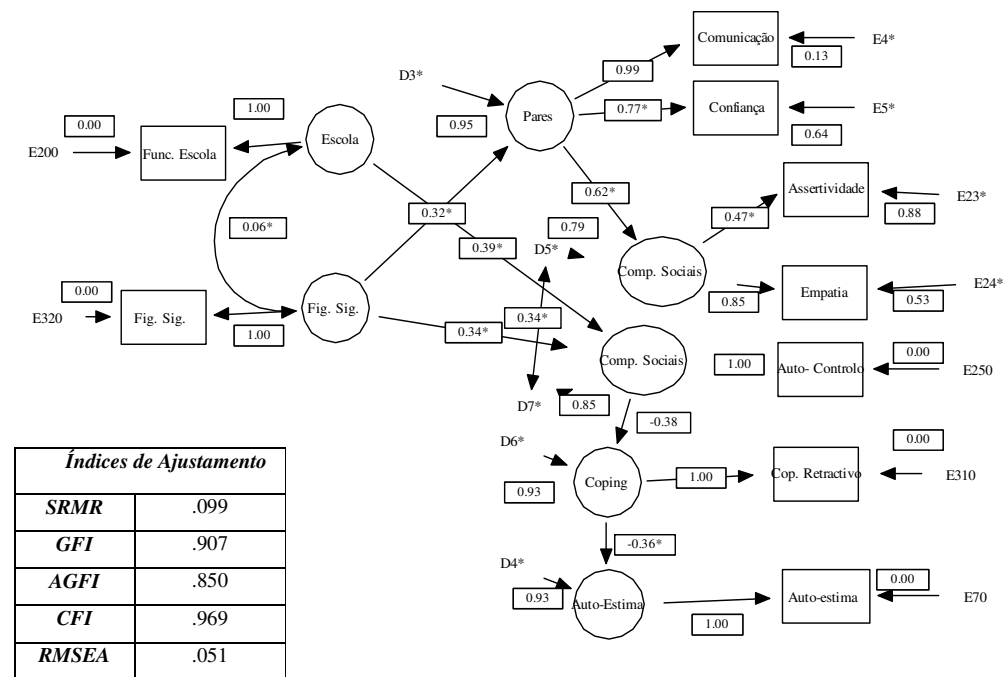 Comunicação
E4*
0.13
0.99
D3*
Pares
0.95
0.77*
Confiança
E5*
0.64
1.00
0.00
Escola
E200
Func. Escola
0.62*
Assertividade
E23*
0.88
0.47*
0.32*
0.06*
0.79
0.39*
D5*
Comp. Sociais
0.85
Empatia
E24*
0.53
0.00
Fig. Sig.
E320
Fig. Sig.
1.00
0.34*
0.34*
Comp. Sociais
1.00
0.00
Auto- Controlo
E250
D7*
0.85
-0.38
D6*
0.93
Coping
1.00
Cop. Retractivo
0.00
E310
-0.36*
D4*
0.93
Auto-Estima
1.00
Auto-estima
0.00
E70
Índices de Ajustamento
SRMR .099
GFI .907
AGFI .850
CFI .969
RMSEA .051